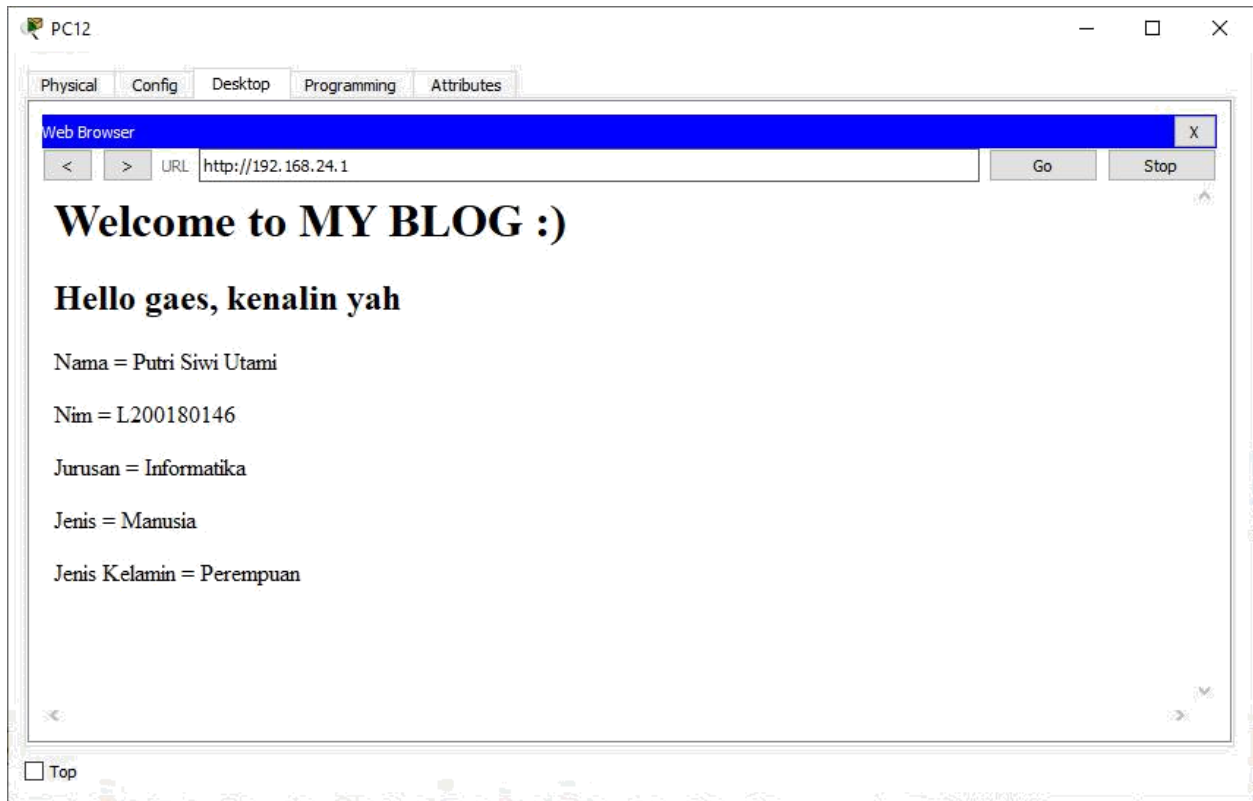 PC12
Physical Config Desktop Programming Attributes
Web Browser X
< > URL http://192.168.24.1 Go Stop
Welcome to MY BLOG :)
Hello gaes, kenalin yah
Nama = Putri Siwi Utami
Nim = L200180146
Jurusan = Informatika
Jenis = Manusia
Jenis Kelamin = Perempuan
Top